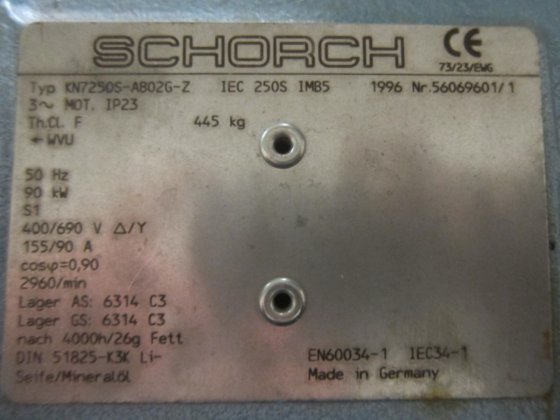 SCHORCH
CE
73/23/EWG
Typ KN7250S-AB02G-Z IEC 250S IMB5 1996 Nr.56069601/1
3~ MOT. IP23
Th.Cl. F 445 kg
←WVU
50 Hz
90 kW
S1
400/690 V Δ/Y
155/90 A
cosφ=0,90
2960/min
Lager AS: 6314 C3
Lager GS: 6314 C3
nach 4000h/26g Fett
DIN 51825-K3K Li-
Seife/Mineralöl
EN60034-1 IEC34-1
Made in Germany